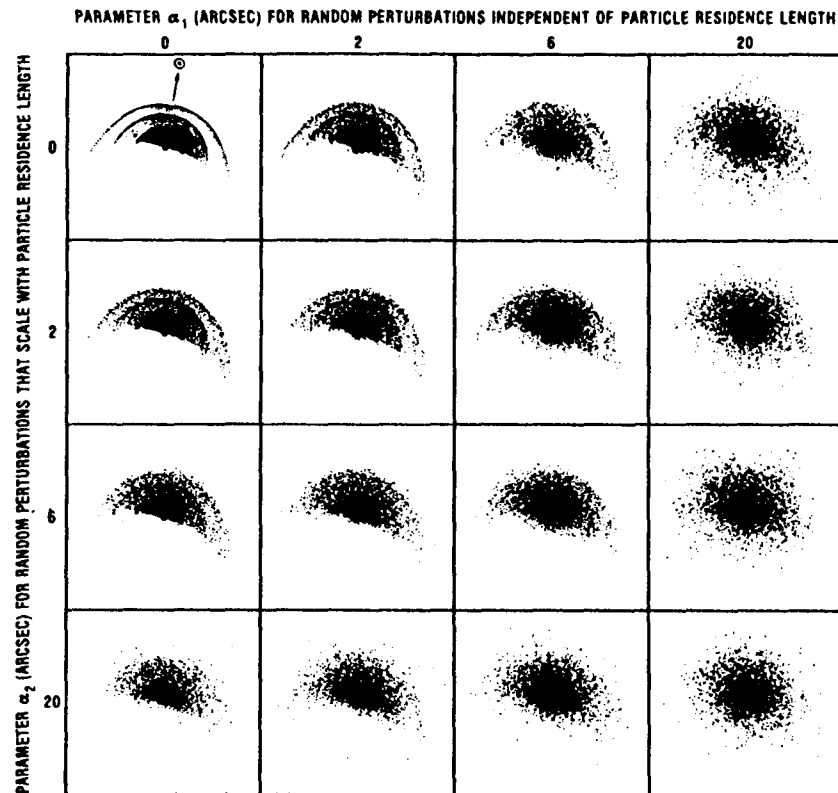 PARAMETER α₁ (ARCSEC) FOR RANDOM PERTURBATIONS INDEPENDENT OF PARTICLE RESIDENCE LENGTH
0 2 6 20
PARAMETER α₂ (ARCSEC) FOR RANDOM PERTURBATIONS THAT SCALE WITH PARTICLE RESIDENCE LENGTH
0
2
6
20